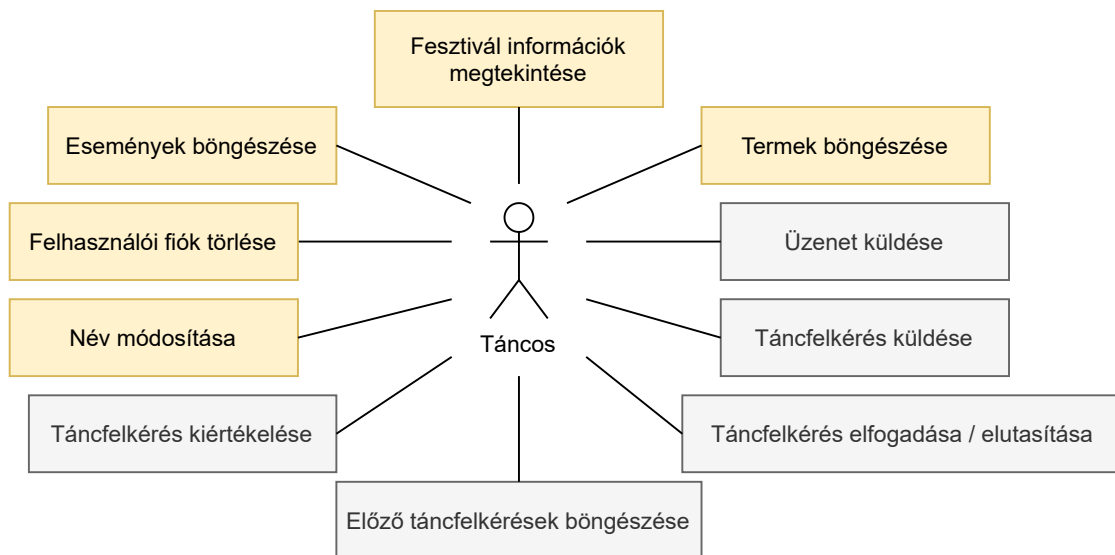 Fesztivál információk
megtekintése
Események böngészése
Termek böngészése
Felhasználói fiók törlése
Üzenet küldése
Név módosítása
Táncos
Táncfelkérés küldése
Táncfelkérés kiértékelése
Táncfelkérés elfogadása / elutasítása
Előző táncfelkérések böngészése